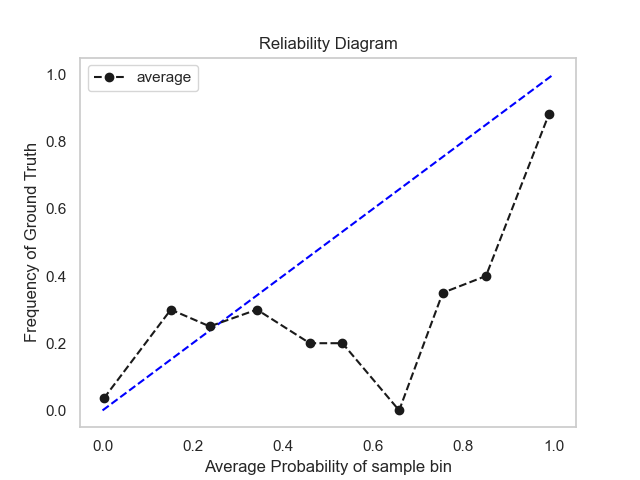 Reliability Diagram
average
1.0
0.8
0.6
0.4
0.2
0.0
Frequency of Ground Truth
0.0 0.2 0.4 0.6 0.8 1.0
Average Probability of sample bin